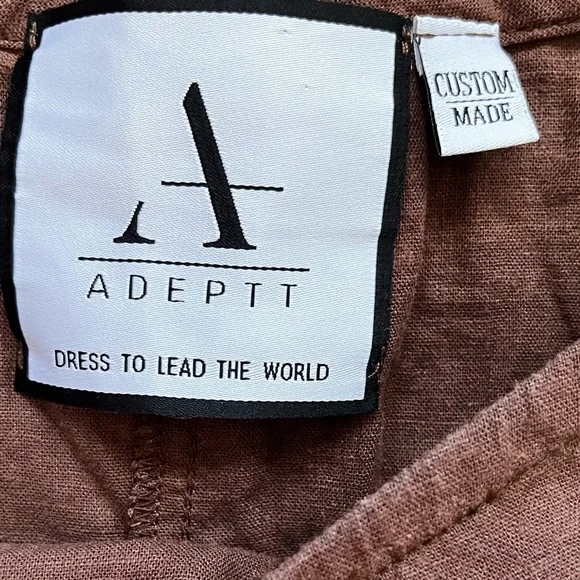 A
ADEPTT
DRESS TO LEAD THE WORLD
CUSTOM
MADE